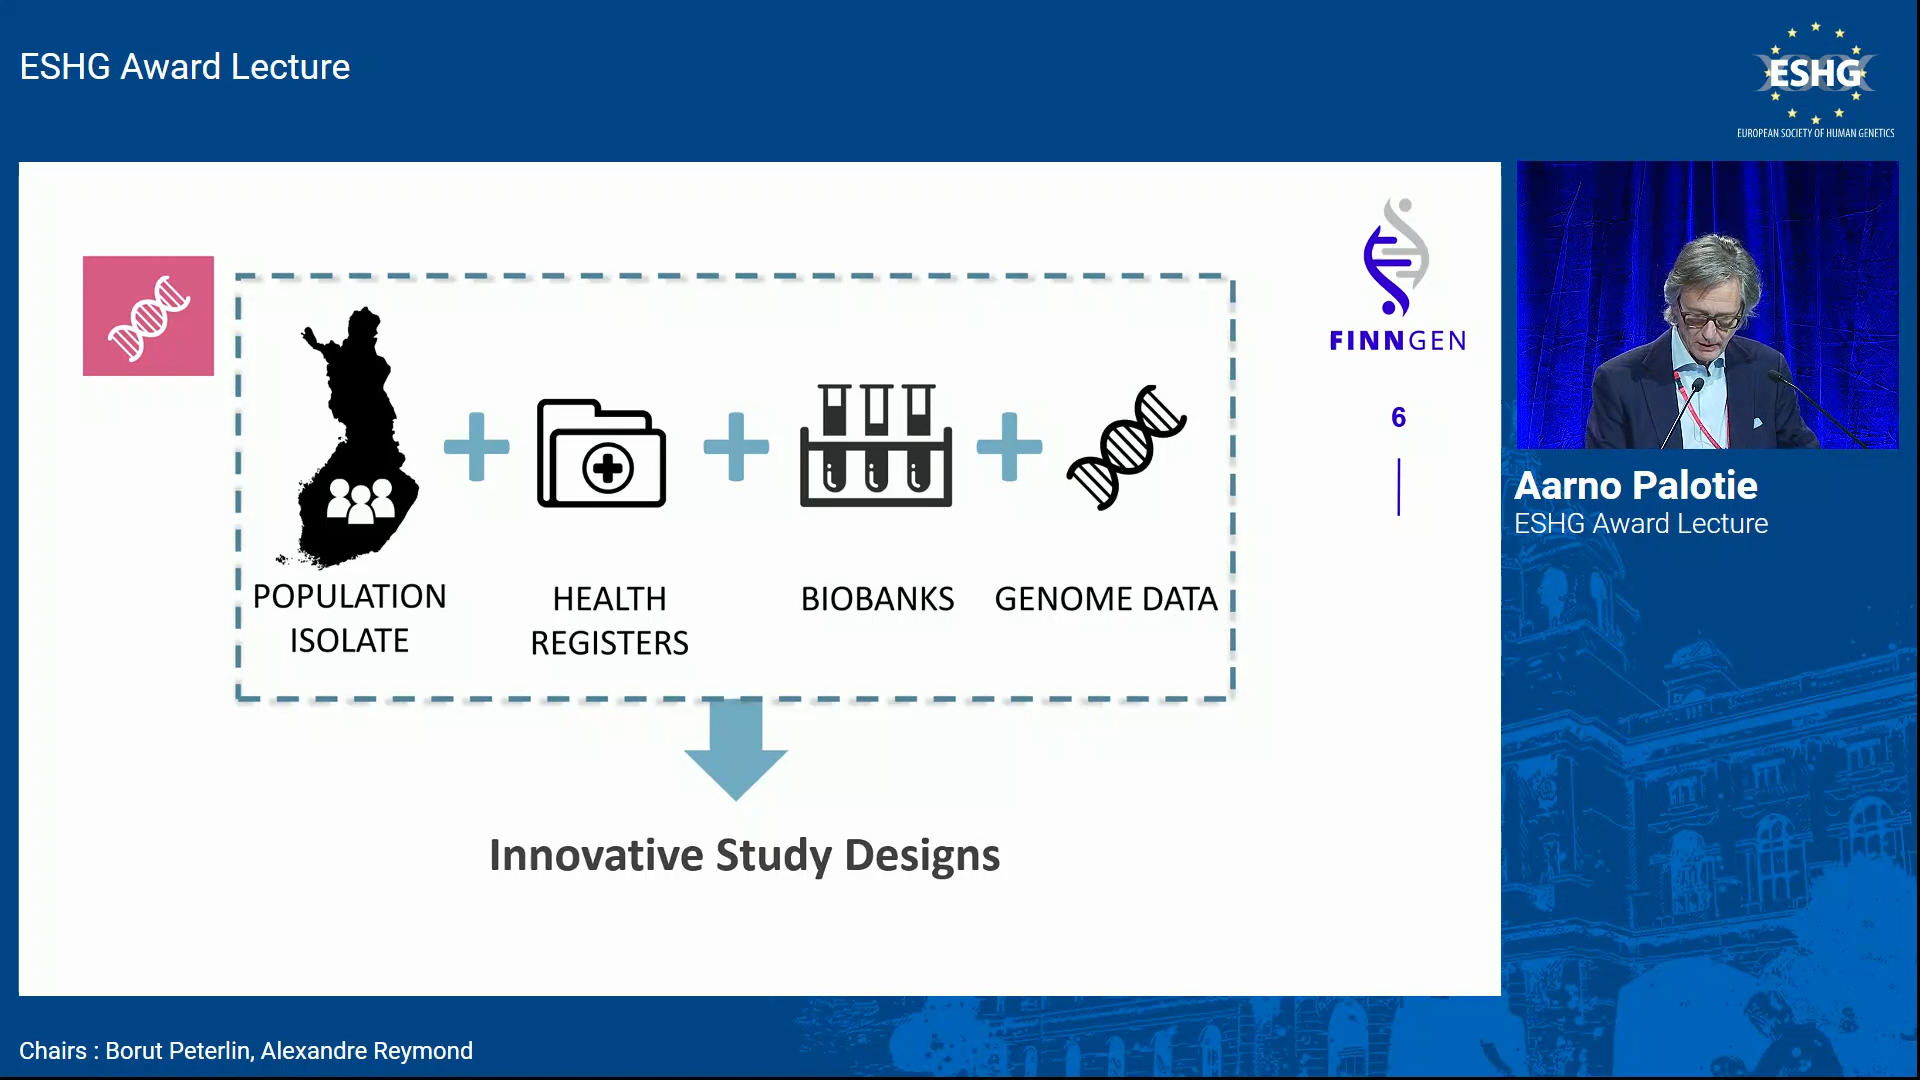 ESHG Award Lecture
ESHG
EUROPEAN SOCIETY OF HUMAN GENETICS
FINNGEN
6
POPULATION
ISOLATE
HEALTH
REGISTERS
BIOBANKS
GENOME DATA
Innovative Study Designs
Aarno Palotie
ESHG Award Lecture
Chairs : Borut Peterlin, Alexandre Reymond